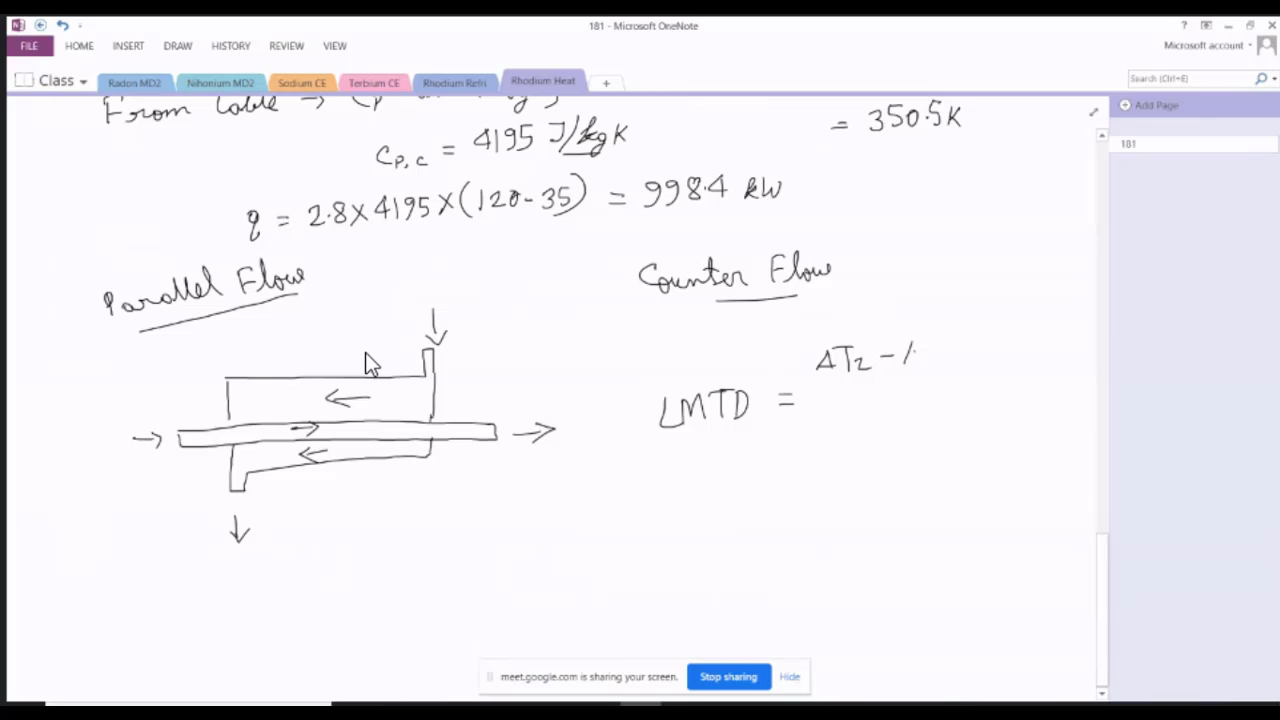 181 - Microsoft OneNote
FILE HOME INSERT DRAW HISTORY REVIEW VIEW
Microsoft account
Class Radon MD2 Nihonium MD2 Sodium CE Terbium CE Rhodium Refri Rhodium Heat
Search (Ctrl+E)
Add Page
181
From table → (
= 350.5K
Cp,c = 4195 J/kgK
q = 2.8 X 4195 X (120 - 35) = 998.4 kW
Parallel Flow
Counter Flow
ΔT2 -
LMTD =
meet.google.com is sharing your screen. Stop sharing Hide